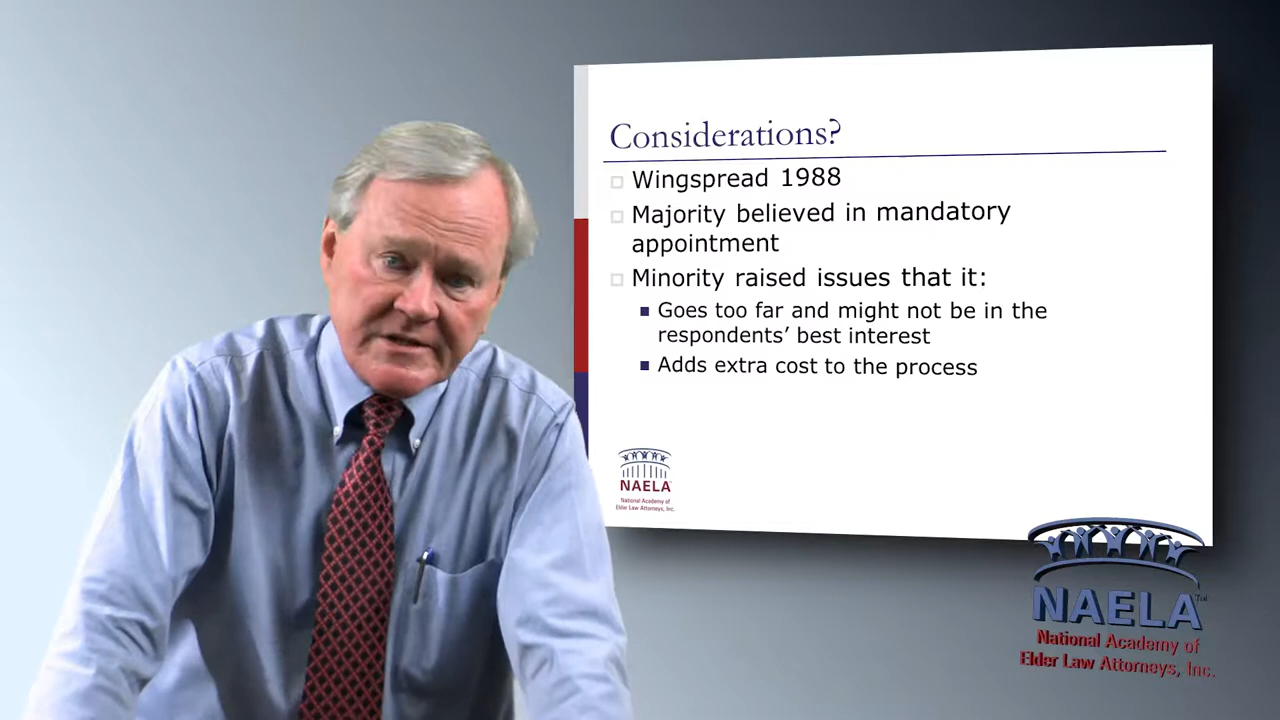 Considerations?
Wingspread 1988
Majority believed in mandatory
appointment
Minority raised issues that it:
Goes too far and might not be in the
respondents' best interest
Adds extra cost to the process
NAELA
National Academy of
Elder Law Attorneys, Inc.
NAELA TM
National Academy of
Elder Law Attorneys, Inc.